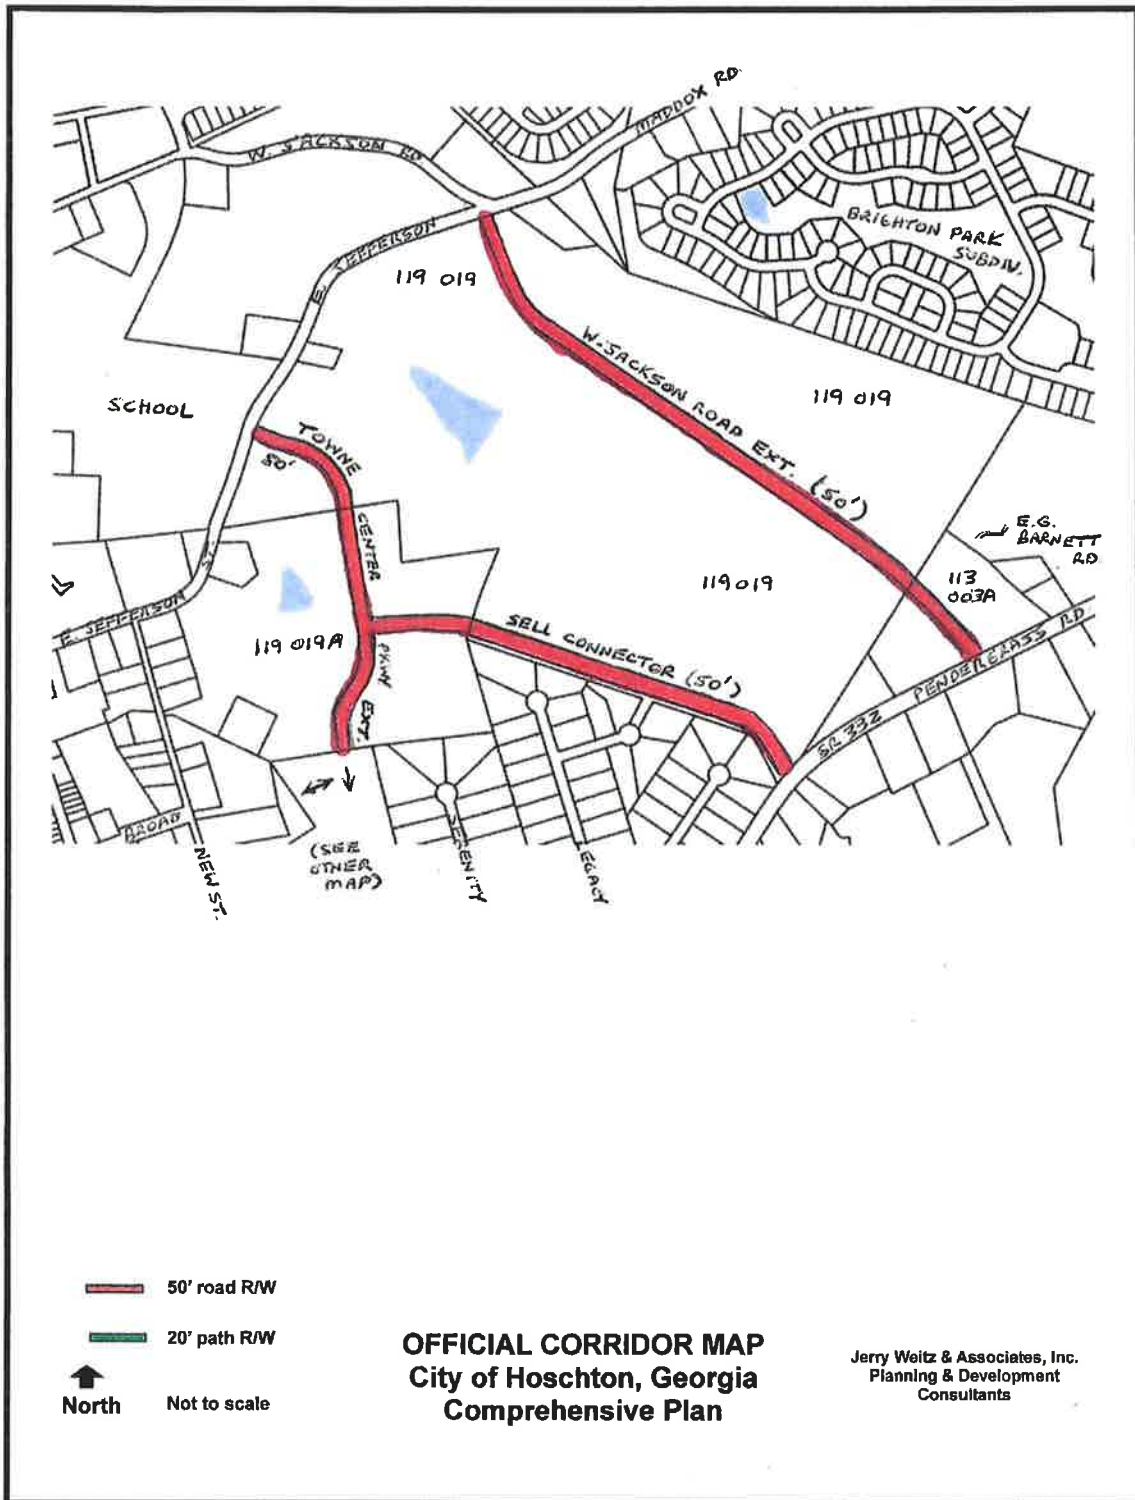 MADDOX RD.
W. JACKSON RD
E. JEFFERSON
119 019
BRIGHTON PARK
SUBDIV.
W. JACKSON ROAD EXT. (50')
119 019
SCHOOL
TOWNE
50'
CENTER
PKWY
EXT.
E.G.
BARNETT
RD
113
003A
119 019
SELL CONNECTOR (50')
E. JEFFERSON
ST.
119 019A
SR 332 PENDERGRASS RD
BROAD
NEW ST.
(SEE
OTHER
MAP)
SERENITY
LEGACY
50' road R/W
20' path R/W
North
Not to scale
OFFICIAL CORRIDOR MAP
City of Hoschton, Georgia
Comprehensive Plan
Jerry Weitz & Associates, Inc.
Planning & Development
Consultants